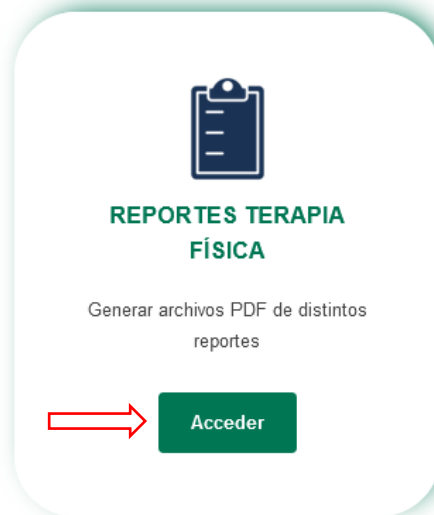 REPORTES TERAPIA
FÍSICA
Generar archivos PDF de distintos
reportes
Acceder